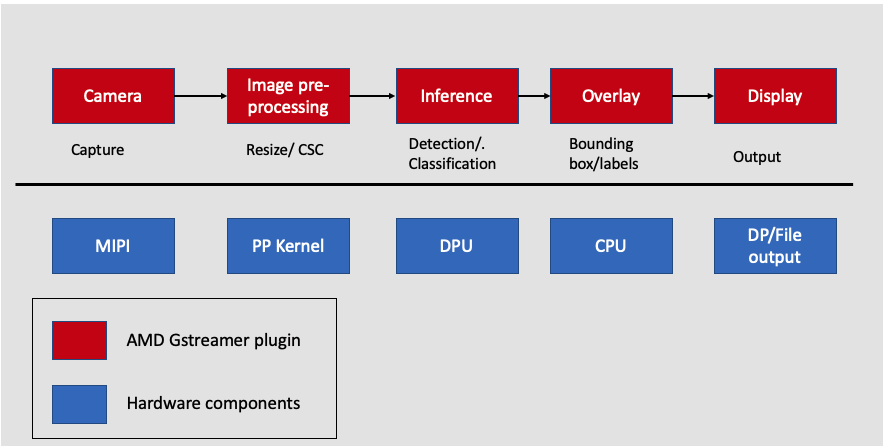 Camera
Image pre-
processing
Inference
Overlay
Display
Capture
Resize/ CSC
Detection/.
Classification
Bounding
box/labels
Output
MIPI
PP Kernel
DPU
CPU
DP/File
output
AMD Gstreamer plugin
Hardware components